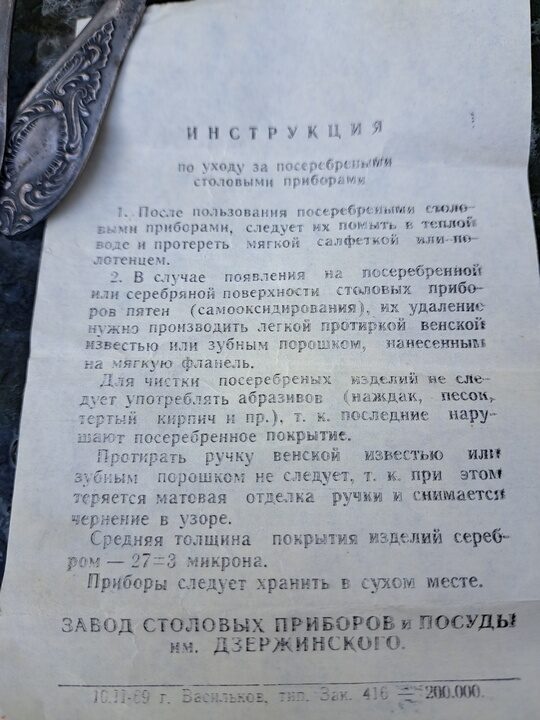 ИНСТРУКЦИЯ
по уходу за посеребреными
столовыми приборами
1. После пользования посеребреными столо-
выми приборами, следует их помыть в теплой
воде и протереть мягкой салфеткой или по-
лотенцем.
2. В случае появления на посеребренной
или серебряной поверхности столовых прибо-
ров пятен (самооксидирования), их удаление
нужно производить легкой протиркой венской
известью или зубным порошком, нанесенным
на мягкую фланель.
Для чистки посеребреных изделий не сле-
дует употреблять абразивов (наждак, песок,
тертый кирпич и пр.), т. к. последние нару-
шают посеребренное покрытие.
Протирать ручку венской известью или
зубным порошком не следует, т. к. при этом
теряется матовая отделка ручки и снимается
чернение в узоре.
Средняя толщина покрытия изделий сереб-
ром — 27=3 микрона.
Приборы следует хранить в сухом месте.
ЗАВОД СТОЛОВЫХ ПРИБОРОВ и ПОСУДЫ
им. ДЗЕРЖИНСКОГО.
10.II-69 г. Васильков, тип. Зак. 416 — 200.000.